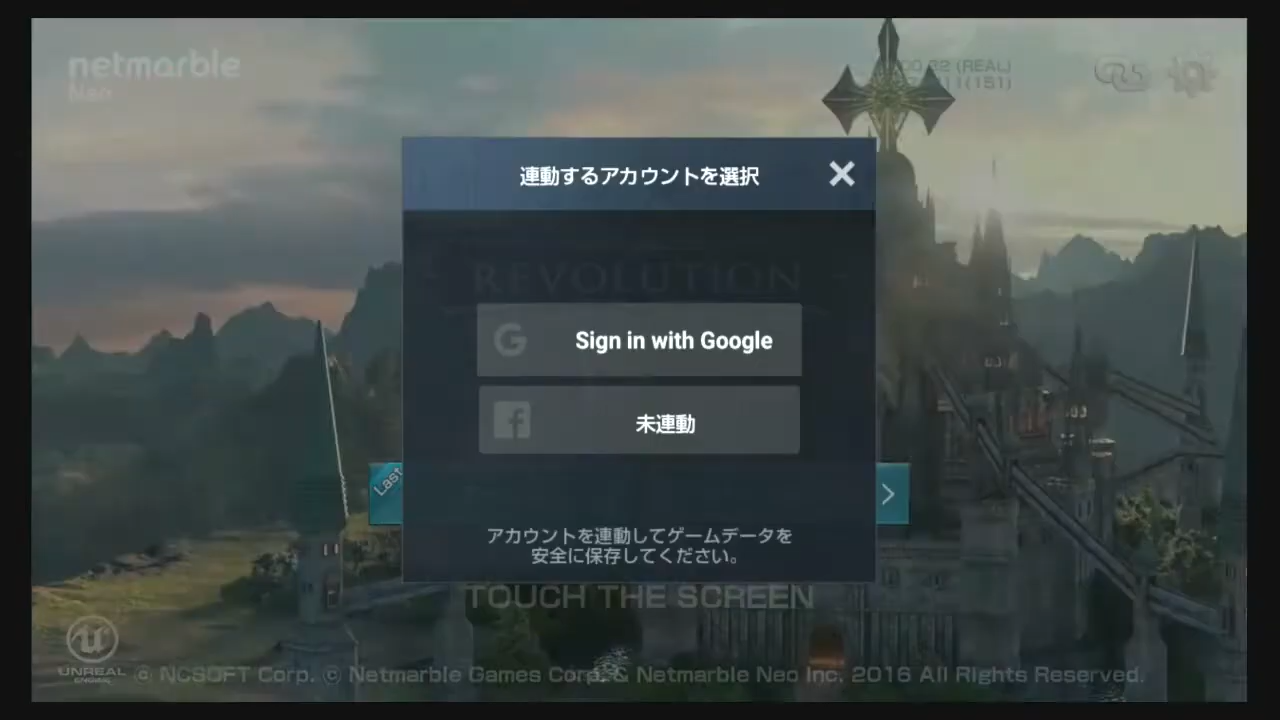 netmarble
Neo
連動するアカウントを選択
REVOLUTION
Sign in with Google
未連動
Last
アカウントを連動してゲームデータを
安全に保存してください。
TOUCH THE SCREEN
UNREAL
ENGINE
© NCSOFT Corp. © Netmarble Games Corp. & Netmarble Neo Inc. 2016 All Rights Reserved.